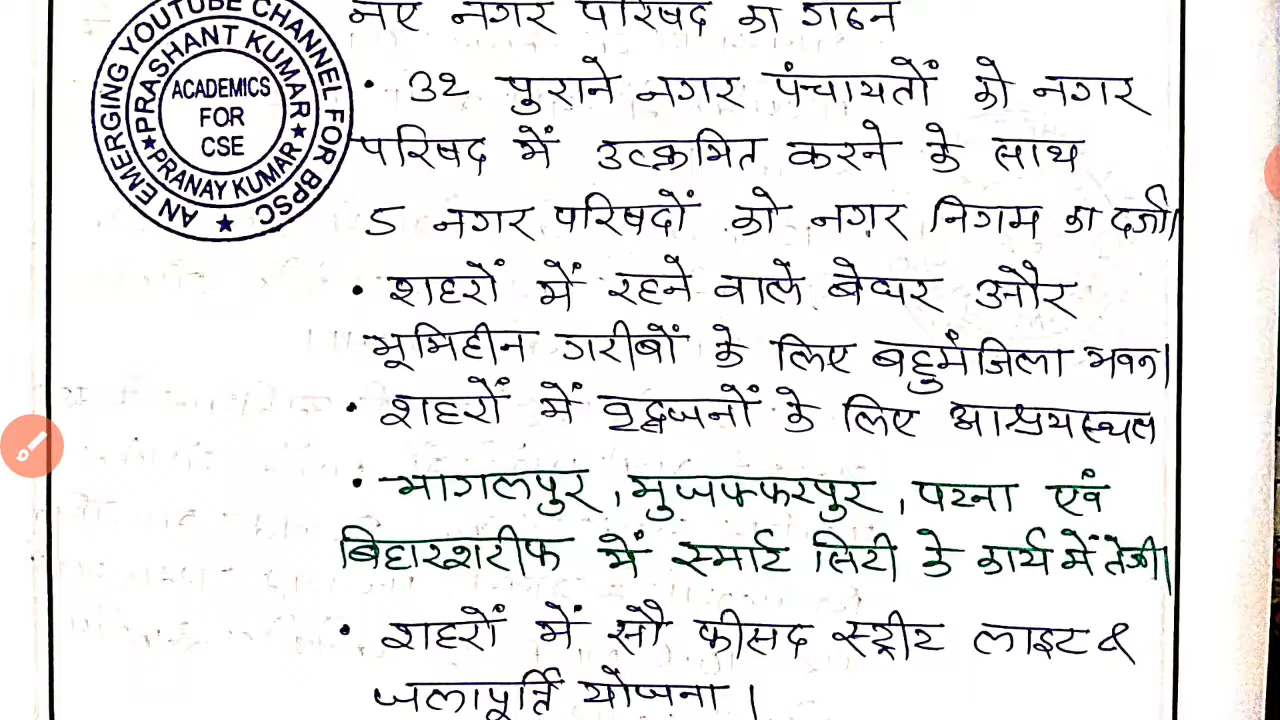 नए नगर परिषद का गठन
AN EMERGING YOUTUBE CHANNEL FOR BPSC
PRASHANT KUMAR
PRANAY KUMAR
ACADEMICS
FOR
CSE
• 32 पुराने नगर पंचायतों को नगर
परिषद में उत्क्रमित करने के साथ
5 नगर परिषदों को नगर निगम का दर्जा।
• शहरों में रहने वाले बेघर और
भूमिहीन गरीबों के लिए बहुमंजिला भवन।
• शहरों में वृद्धजनों के लिए आश्रयस्थल
• भागलपुर, मुजफ्फरपुर, पटना एवं
बिहारशरीफ में स्मार्ट सिटी के कार्य में तेजी।
• शहरों में सौ फीसद स्ट्रीट लाइट &
जलापूर्ति योजना।